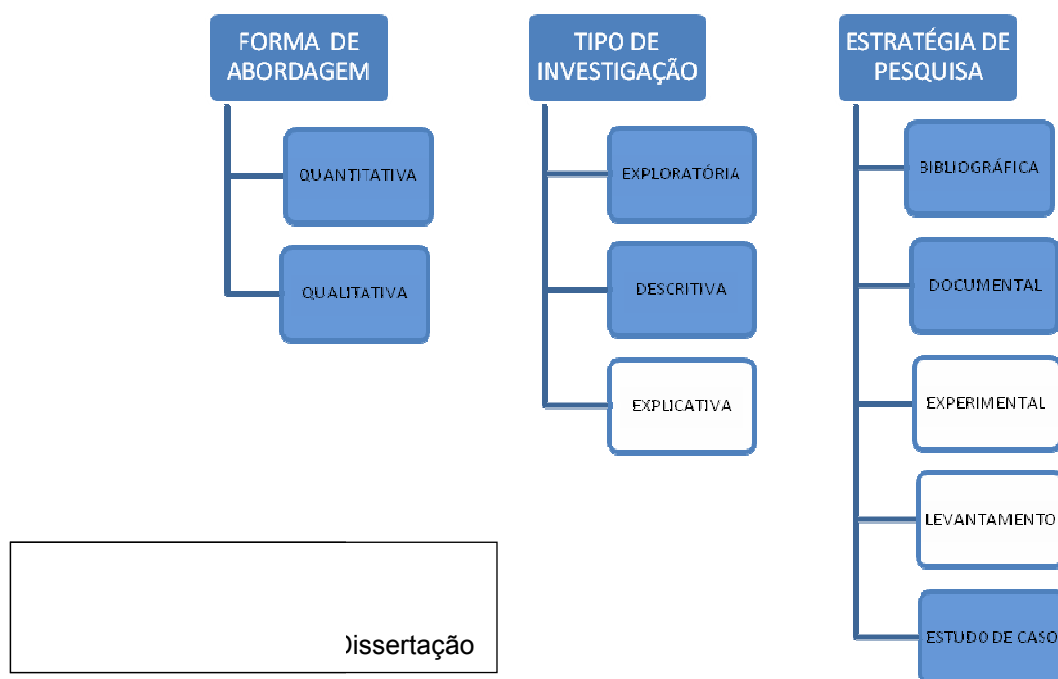 FORMA DE
ABORDAGEM
QUANTITATIVA
QUALITATIVA
TIPO DE
INVESTIGAÇÃO
EXPLORATÓRIA
DESCRITIVA
EXPLICATIVA
ESTRATÉGIA DE
PESQUISA
BIBLIOGRÁFICA
DOCUMENTAL
EXPERIMENTAL
LEVANTAMENTO
ESTUDO DE CASO
Dissertação